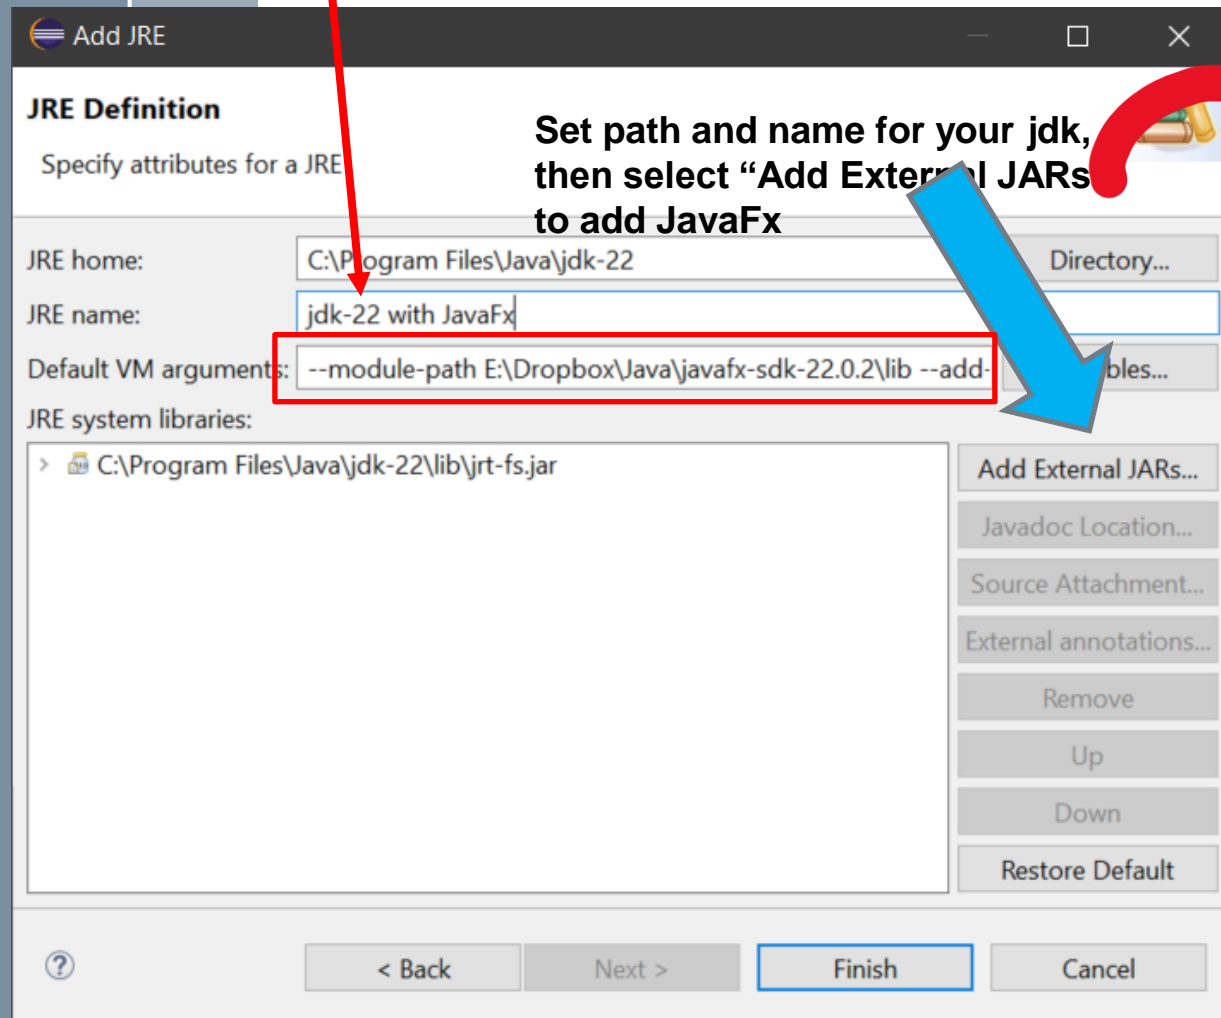 Add JRE
JRE Definition
Specify attributes for a JRE
Set path and name for your jdk,
then select “Add External JARs
to add JavaFx
JRE home:
C:\Program Files\Java\jdk-22
Directory...
JRE name:
jdk-22 with JavaFx
Default VM arguments:
--module-path E:\Dropbox\Java\javafx-sdk-22.0.2\lib --add-
JRE system libraries:
C:\Program Files\Java\jdk-22\lib\jrt-fs.jar
Add External JARs...
Javadoc Location...
Source Attachment...
External annotations...
Remove
Up
Down
Restore Default
?
< Back
Next >
Finish
Cancel